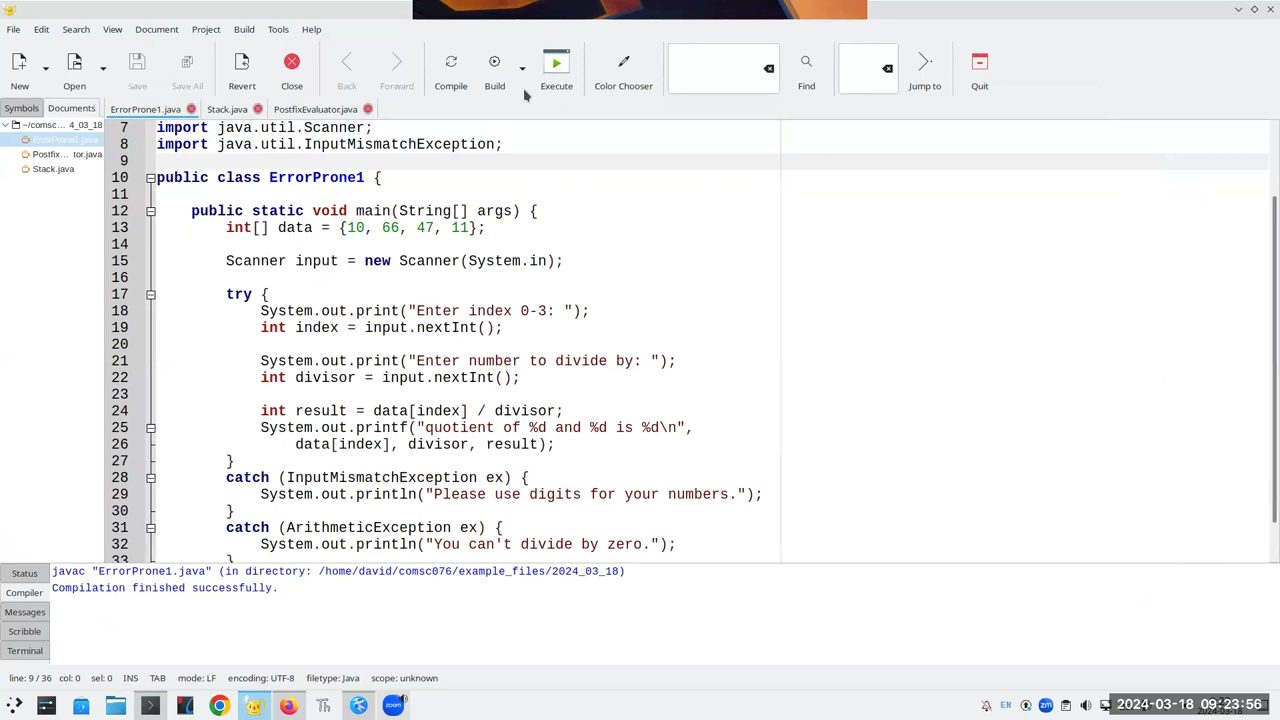 File Edit Search View Document Project Build Tools Help
New Open Save Save All Revert Close Back Forward Compile Build Execute Color Chooser Find Jump to Quit
Symbols Documents ErrorProne1.java Stack.java PostfixEvaluator.java
~/comsc... 4_03_18
ErrorProne1.java
Postfix... tor.java
Stack.java
7 import java.util.Scanner;
8 import java.util.InputMismatchException;
9
10 public class ErrorProne1 {
11
12 public static void main(String[] args) {
13 int[] data = {10, 66, 47, 11};
14
15 Scanner input = new Scanner(System.in);
16
17 try {
18 System.out.print("Enter index 0-3: ");
19 int index = input.nextInt();
20
21 System.out.print("Enter number to divide by: ");
22 int divisor = input.nextInt();
23
24 int result = data[index] / divisor;
25 System.out.printf("quotient of %d and %d is %d\n",
26 data[index], divisor, result);
27 }
28 catch (InputMismatchException ex) {
29 System.out.println("Please use digits for your numbers.");
30 }
31 catch (ArithmeticException ex) {
32 System.out.println("You can't divide by zero.");
33 }
Status
Compiler
Messages
Scribble
Terminal
javac "ErrorProne1.java" (in directory: /home/david/comsc076/example_files/2024_03_18)
Compilation finished successfully.
line: 9 / 36 col: 0 sel: 0 INS TAB mode: LF encoding: UTF-8 filetype: Java scope: unknown
Th zoom EN zm 2024-03-18 09:23:56